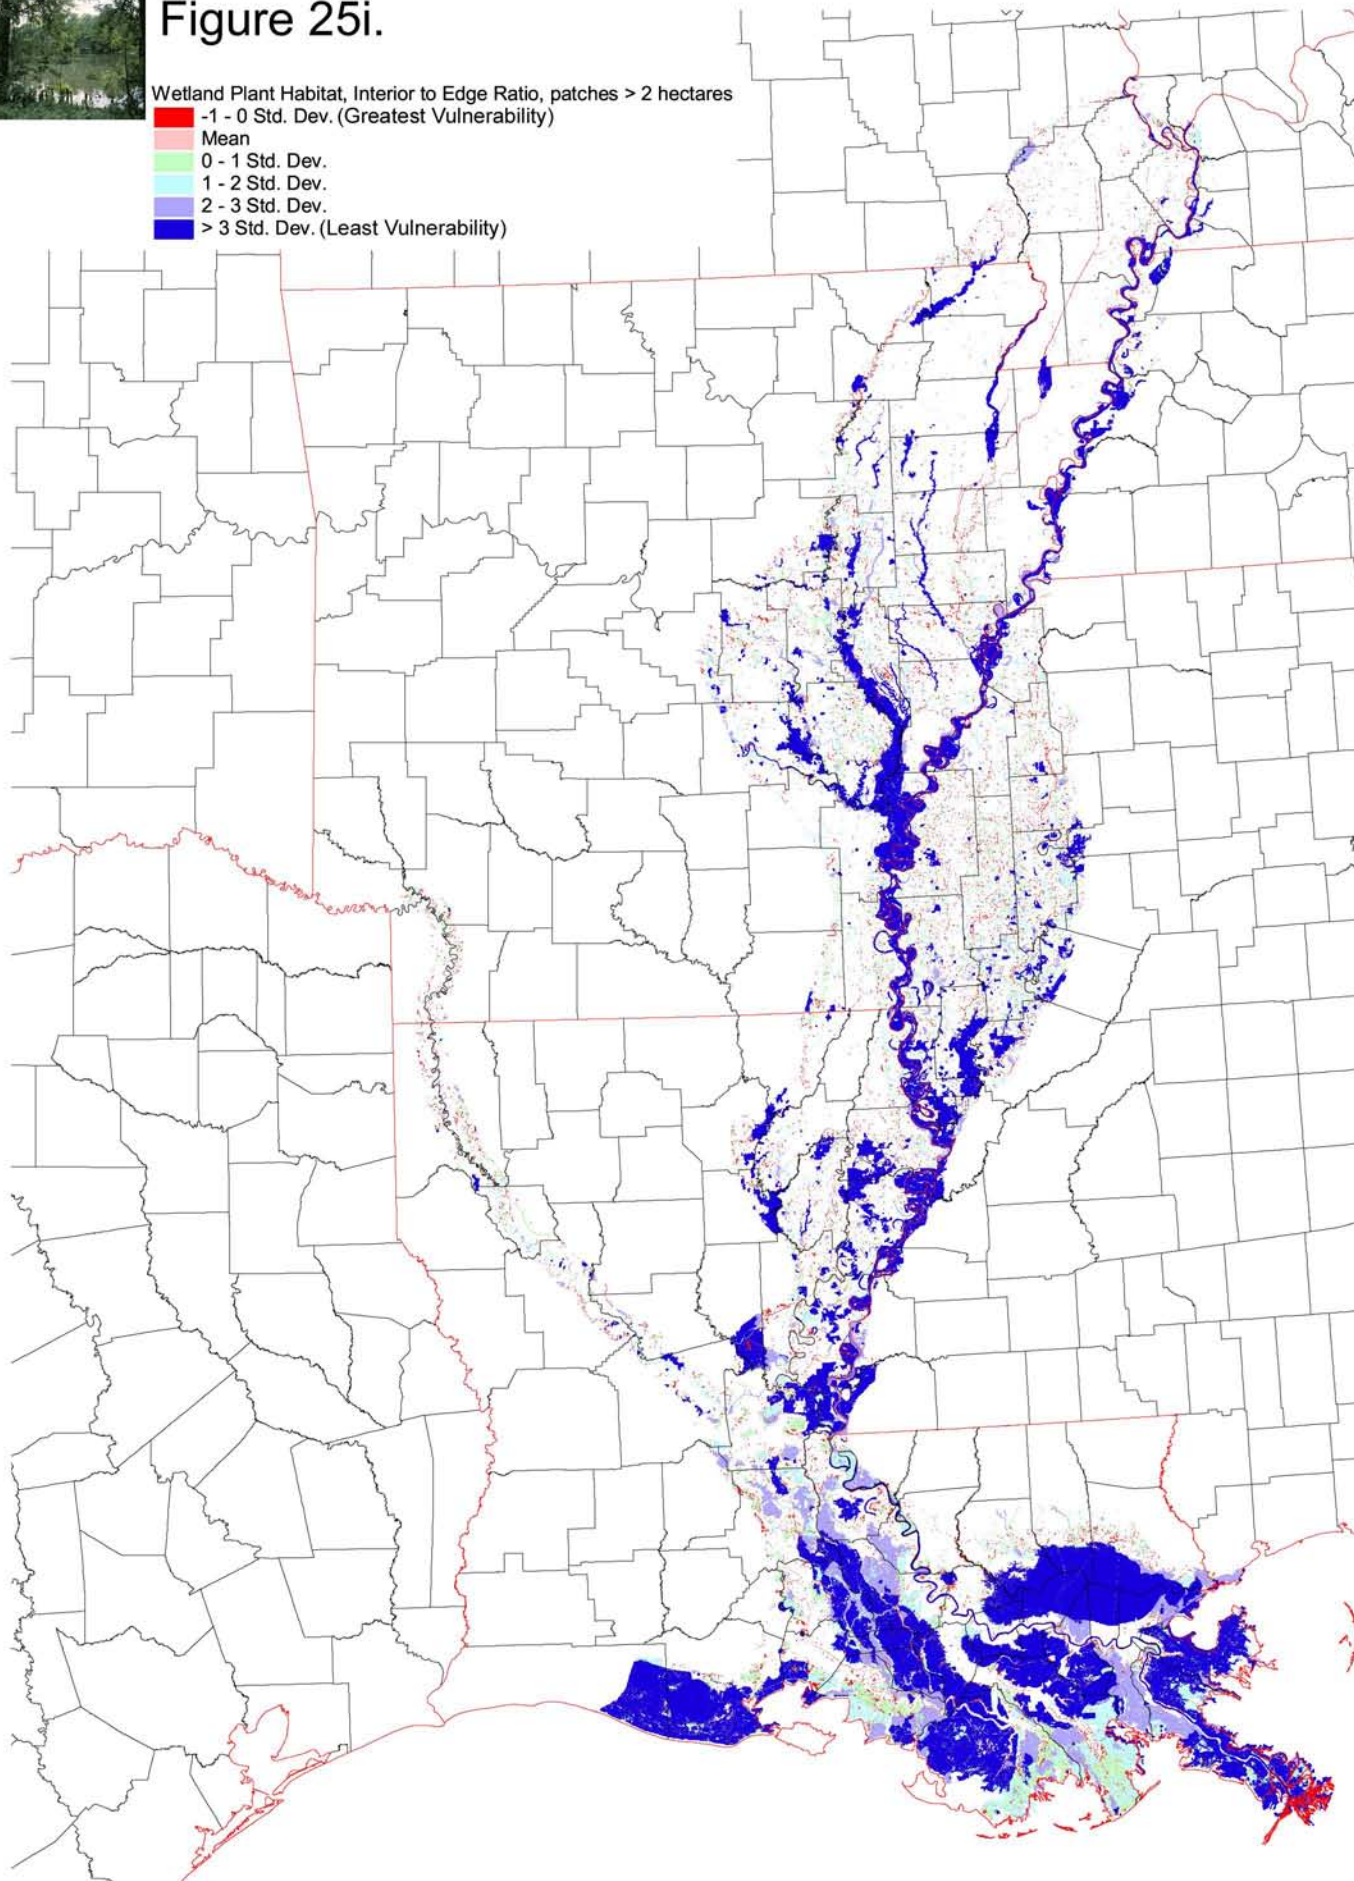 Figure 25i.
Wetland Plant Habitat, Interior to Edge Ratio, patches > 2 hectares
-1 - 0 Std. Dev. (Greatest Vulnerability)
Mean
0 - 1 Std. Dev.
1 - 2 Std. Dev.
2 - 3 Std. Dev.
> 3 Std. Dev. (Least Vulnerability)